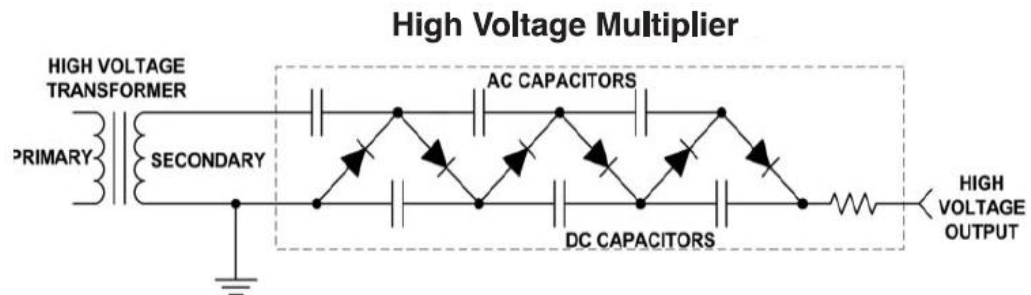 High Voltage Multiplier
HIGH VOLTAGE
TRANSFORMER
AC CAPACITORS
PRIMARY
SECONDARY
DC CAPACITORS
HIGH
VOLTAGE
OUTPUT